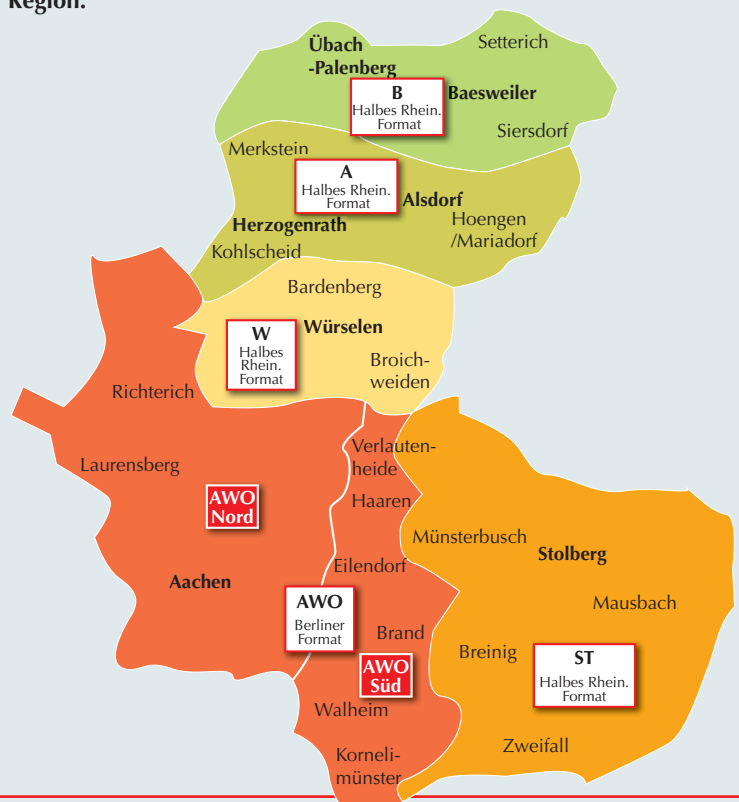 Region.
Übach
-Palenberg
Setterich
B
Halbes Rhein.
Format
Baesweiler
Siersdorf
Merkstein
A
Halbes Rhein.
Format
Alsdorf
Herzogenrath
Hoengen
/Mariadorf
Kohlscheid
Bardenberg
W
Halbes
Rhein.
Format
Würselen
Broich-
weiden
Richterich
Laurensberg
Verlauten-
heide
Haaren
AWO
Nord
Münsterbusch
Stolberg
Eilendorf
Aachen
AWO
Berliner
Format
Mausbach
Brand
Breinig
ST
Halbes Rhein.
Format
AWO
Süd
Walheim
Zweifall
Korneli-
münster